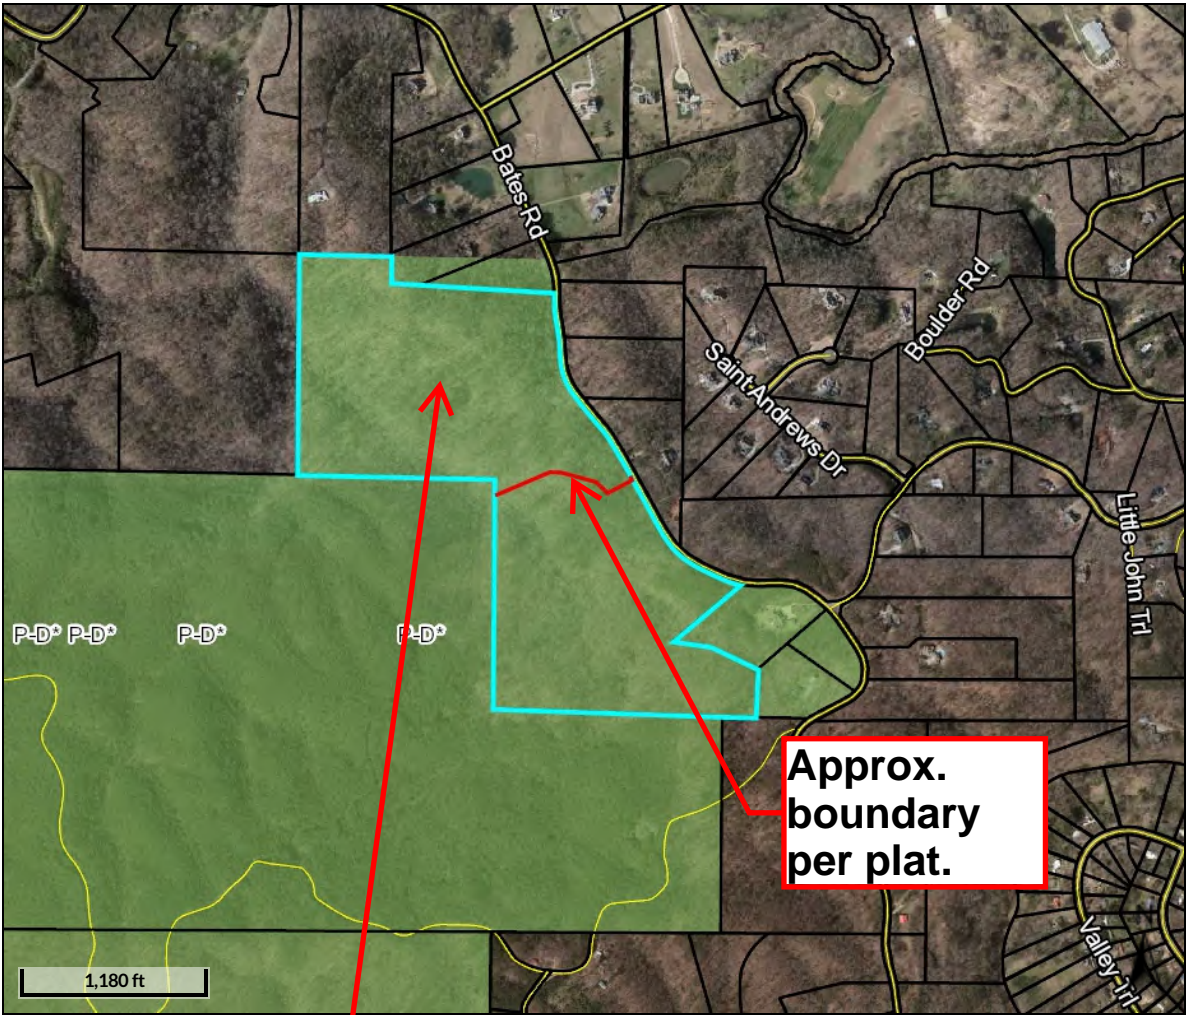 Bates Rd
Boulder Rd
Saint Andrews Dr
Little John Trl
P-D* P-D* P-D* P-D*
Approx.
boundary
per plat.
Valley Trl
1,180 ft